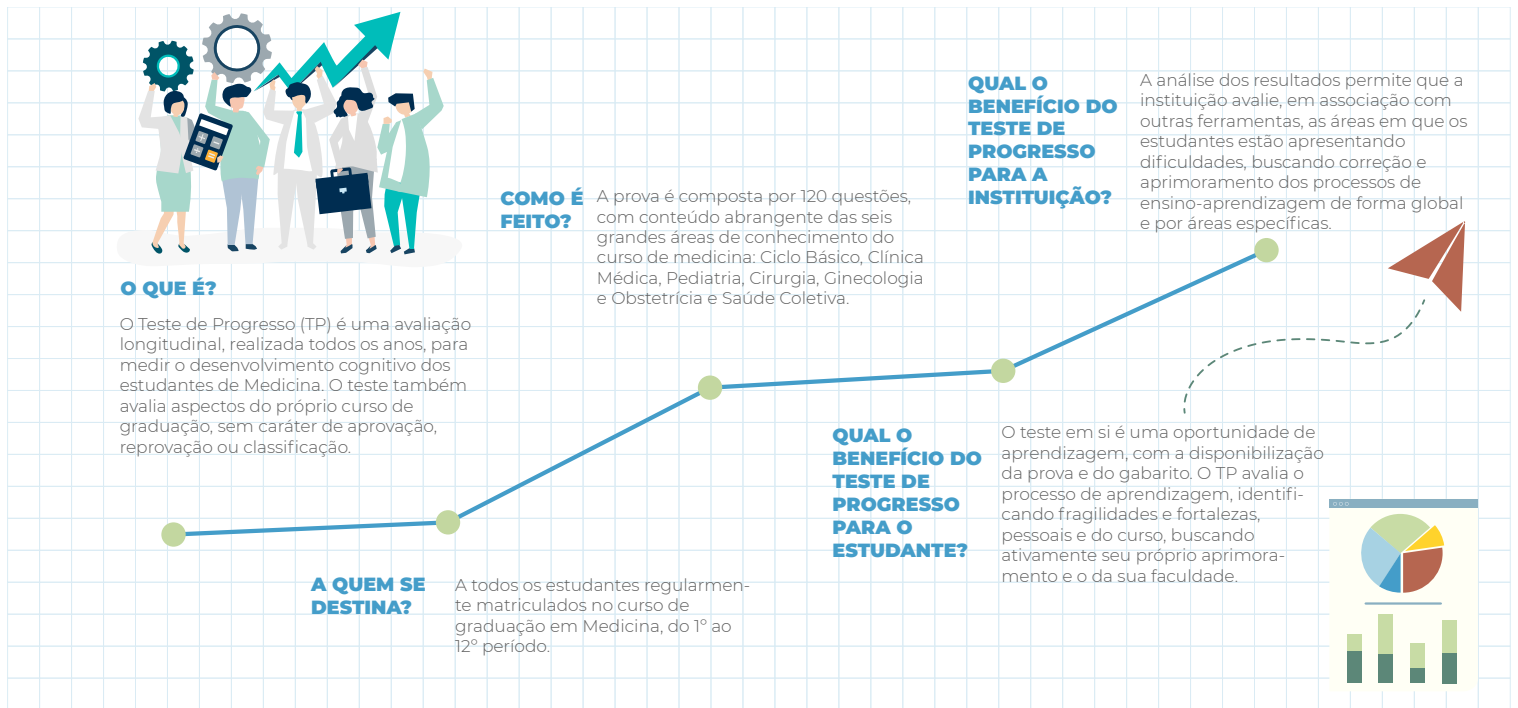 O QUE É?
O Teste de Progresso (TP) é uma avaliação
longitudinal, realizada todos os anos, para
medir o desenvolvimento cognitivo dos
estudantes de Medicina. O teste também
avalia aspectos do próprio curso de
graduação, sem caráter de aprovação,
reprovação ou classificação.
A QUEM SE
DESTINA?
A todos os estudantes regularmen-
te matriculados no curso de
graduação em Medicina, do 1º ao
12º período.
COMO É
FEITO?
A prova é composta por 120 questões,
com conteúdo abrangente das seis
grandes áreas de conhecimento do
curso de medicina: Ciclo Básico, Clínica
Médica, Pediatria, Cirurgia, Ginecologia
e Obstetrícia e Saúde Coletiva.
QUAL O
BENEFÍCIO DO
TESTE DE
PROGRESSO
PARA O
ESTUDANTE?
O teste em si é uma oportunidade de
aprendizagem, com a disponibilização
da prova e do gabarito. O TP avalia o
processo de aprendizagem, identifi-
cando fragilidades e fortalezas,
pessoais e do curso, buscando
ativamente seu próprio aprimora-
mento e o da sua faculdade.
QUAL O
BENEFÍCIO DO
TESTE DE
PROGRESSO
PARA A
INSTITUIÇÃO?
A análise dos resultados permite que a
instituição avalie, em associação com
outras ferramentas, as áreas em que os
estudantes estão apresentando
dificuldades, buscando correção e
aprimoramento dos processos de
ensino-aprendizagem de forma global
e por áreas específicas.